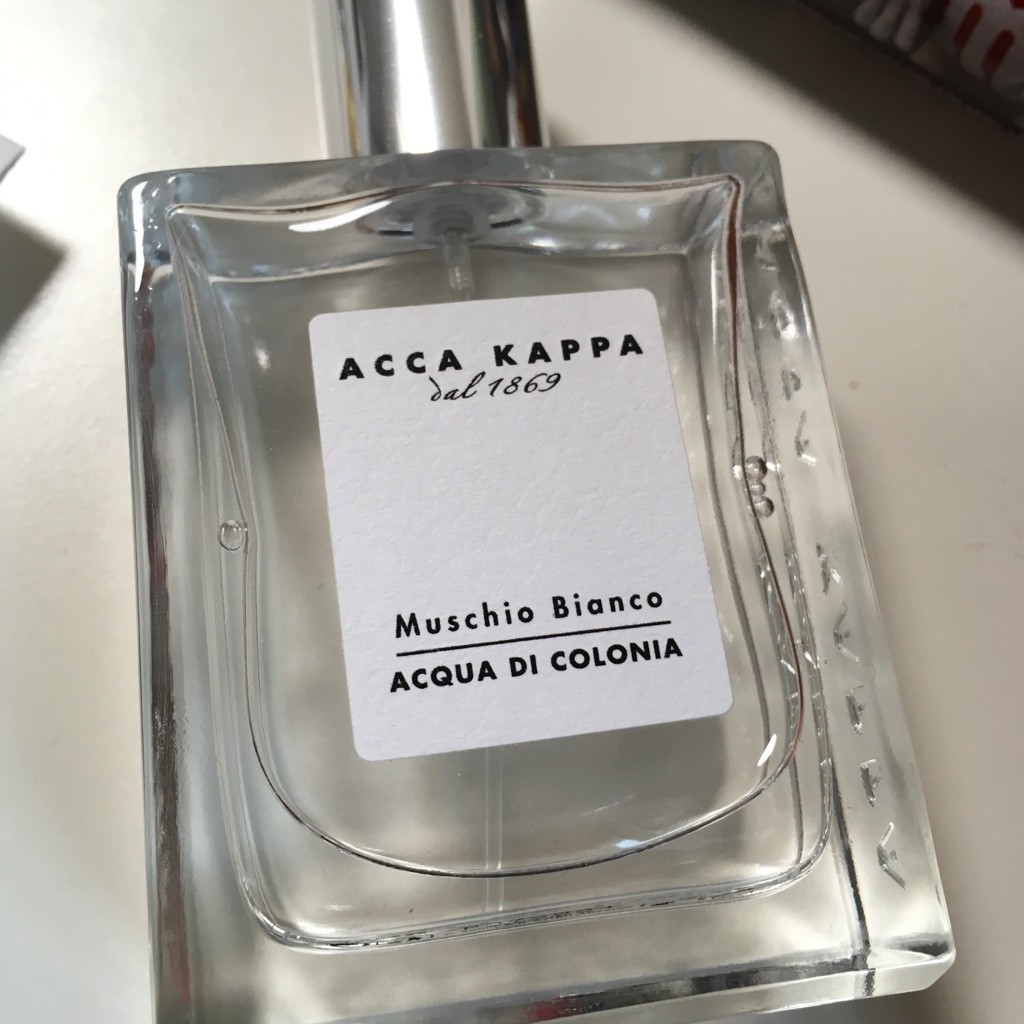 ACCA KAPPA
dal 1869
Muschio Bianco
ACQUA DI COLONIA